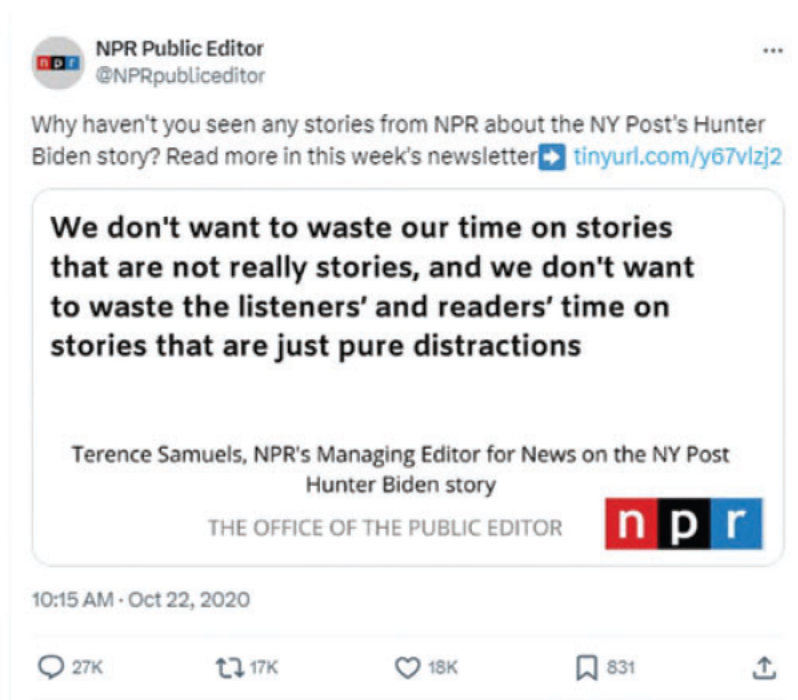 NPR Public Editor
@NPRpubliceditor
Why haven't you seen any stories from NPR about the NY Post's Hunter
Biden story? Read more in this week's newsletter➡️ tinyurl.com/y67vlzj2
We don't want to waste our time on stories
that are not really stories, and we don't want
to waste the listeners' and readers' time on
stories that are just pure distractions
Terence Samuels, NPR's Managing Editor for News on the NY Post
Hunter Biden story
THE OFFICE OF THE PUBLIC EDITOR
npr
10:15 AM · Oct 22, 2020
27K 17K 18K 831